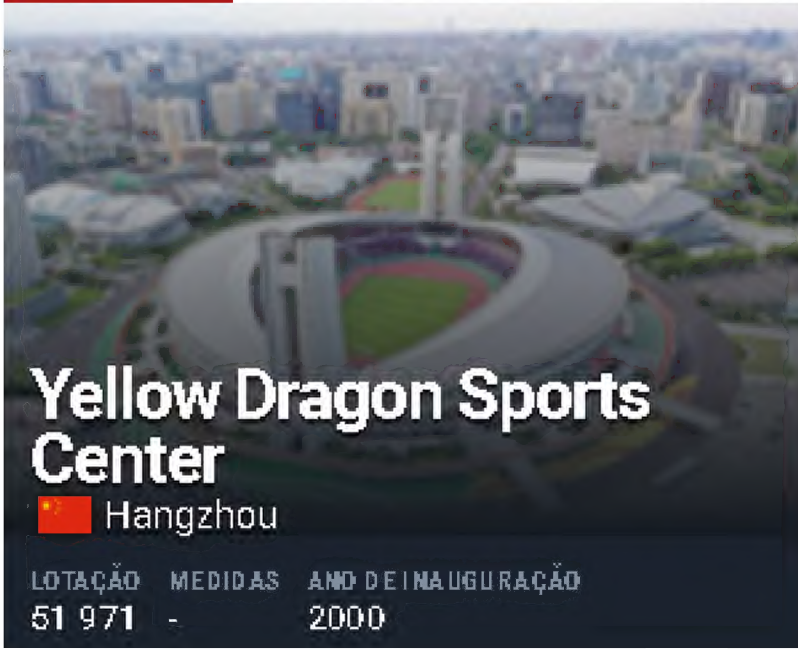 Yellow Dragon Sports
Center
Hangzhou
LOTAÇÃO MEDIDAS ANO DE INAUGURAÇÃO
51 971 - 2000